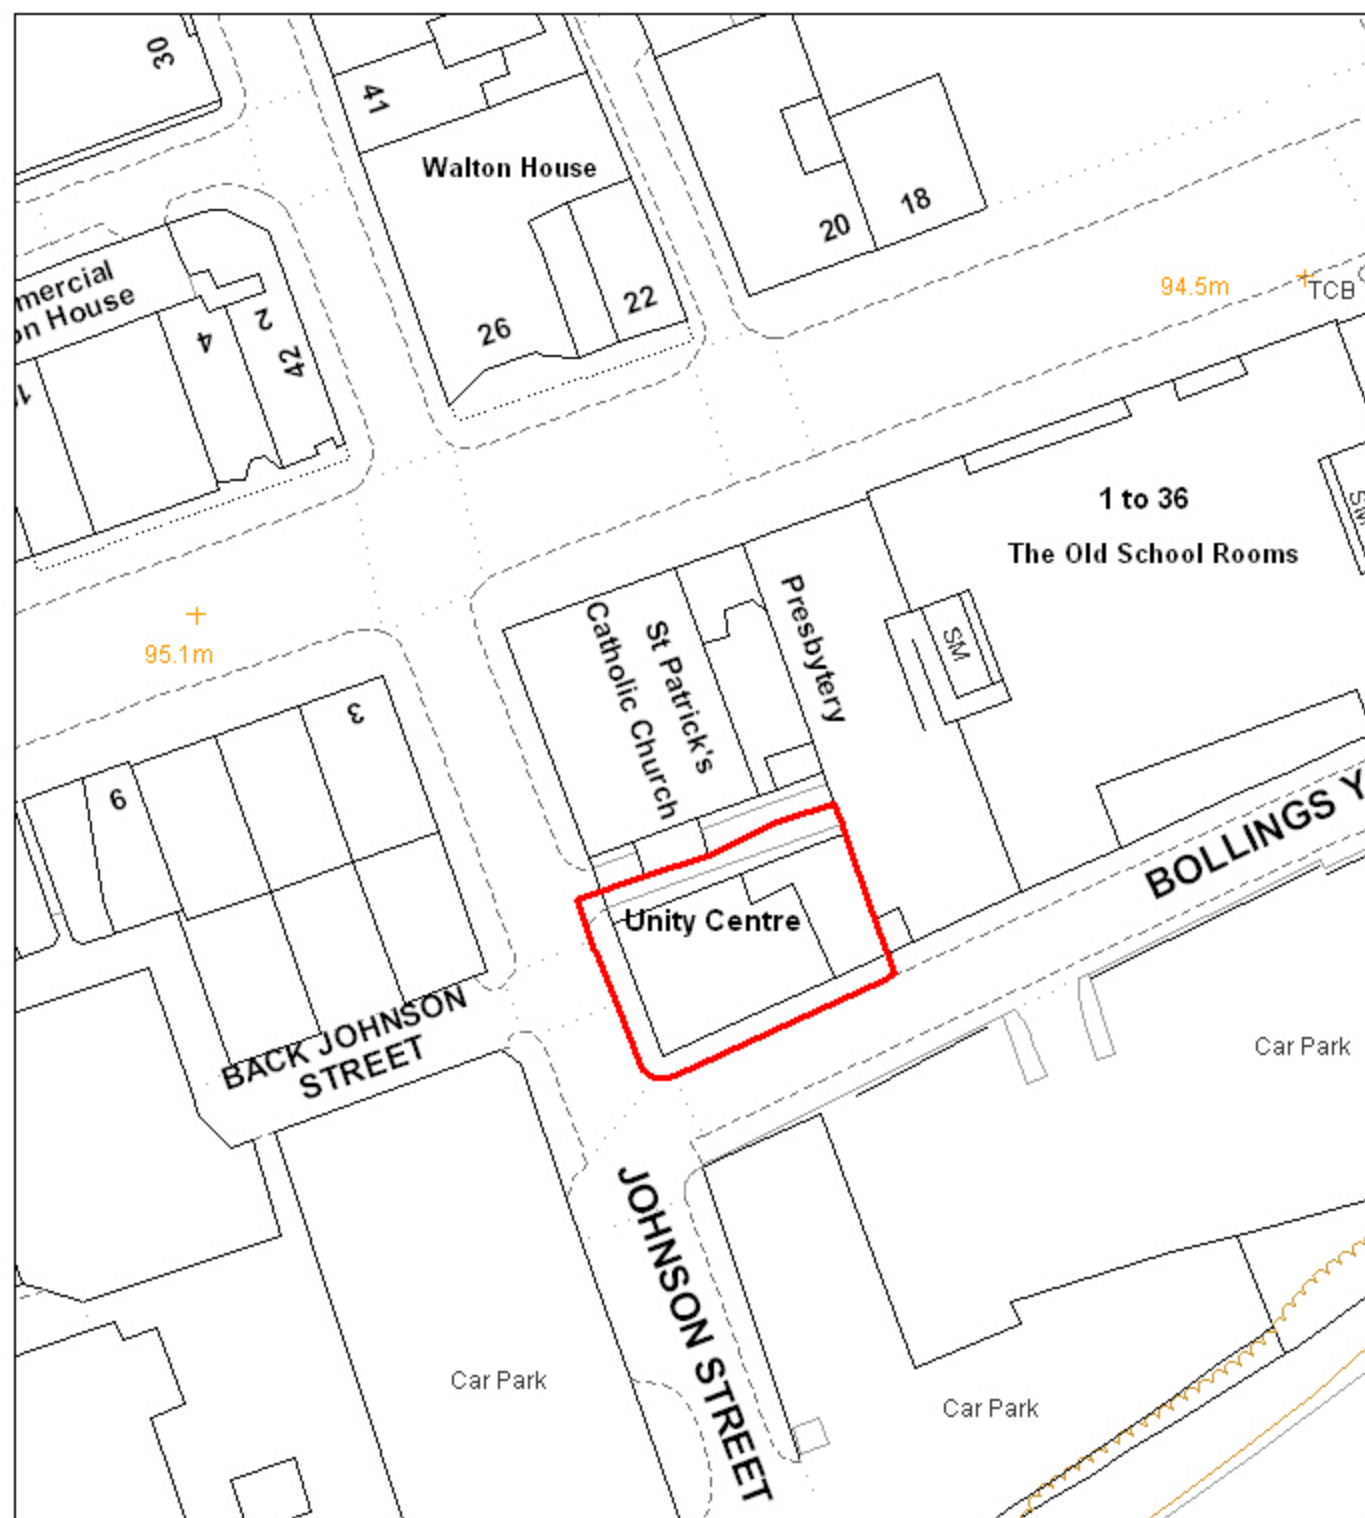 30
41
Walton House
20
18
94.5m
TCB
mercial
on House
4
2
42
26
22
1 to 36
The Old School Rooms
SM
St Patrick's
Catholic Church
Presbytery
SM
95.1m
3
9
BOLLINGS Y
Unity Centre
BACK JOHNSON
STREET
Car Park
JOHNSON STREET
Car Park
Car Park